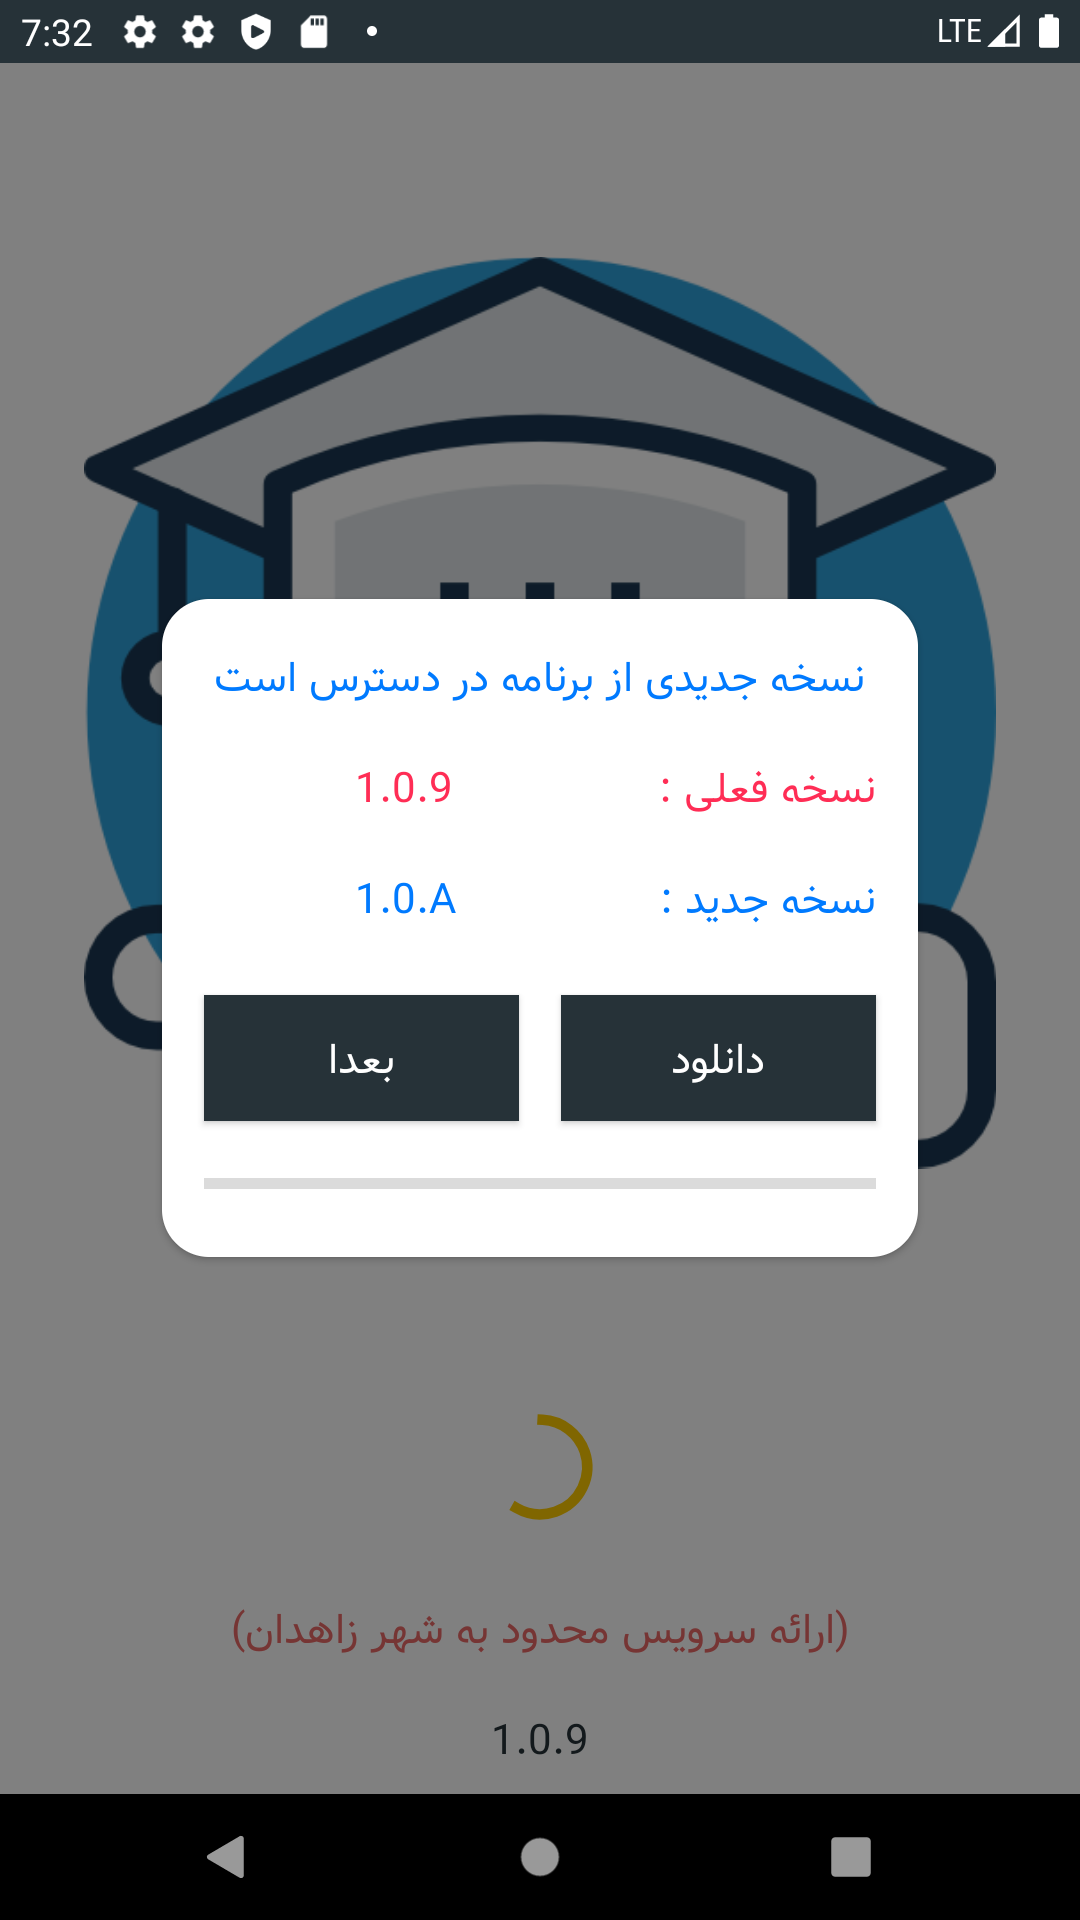 7:32 LTE
نسخه جدیدی از برنامه در دسترس است
نسخه فعلی : 1.0.9
نسخه جدید : 1.0.A
دانلود بعدا
(ارائه سرویس محدود به شهر زاهدان)
1.0.9